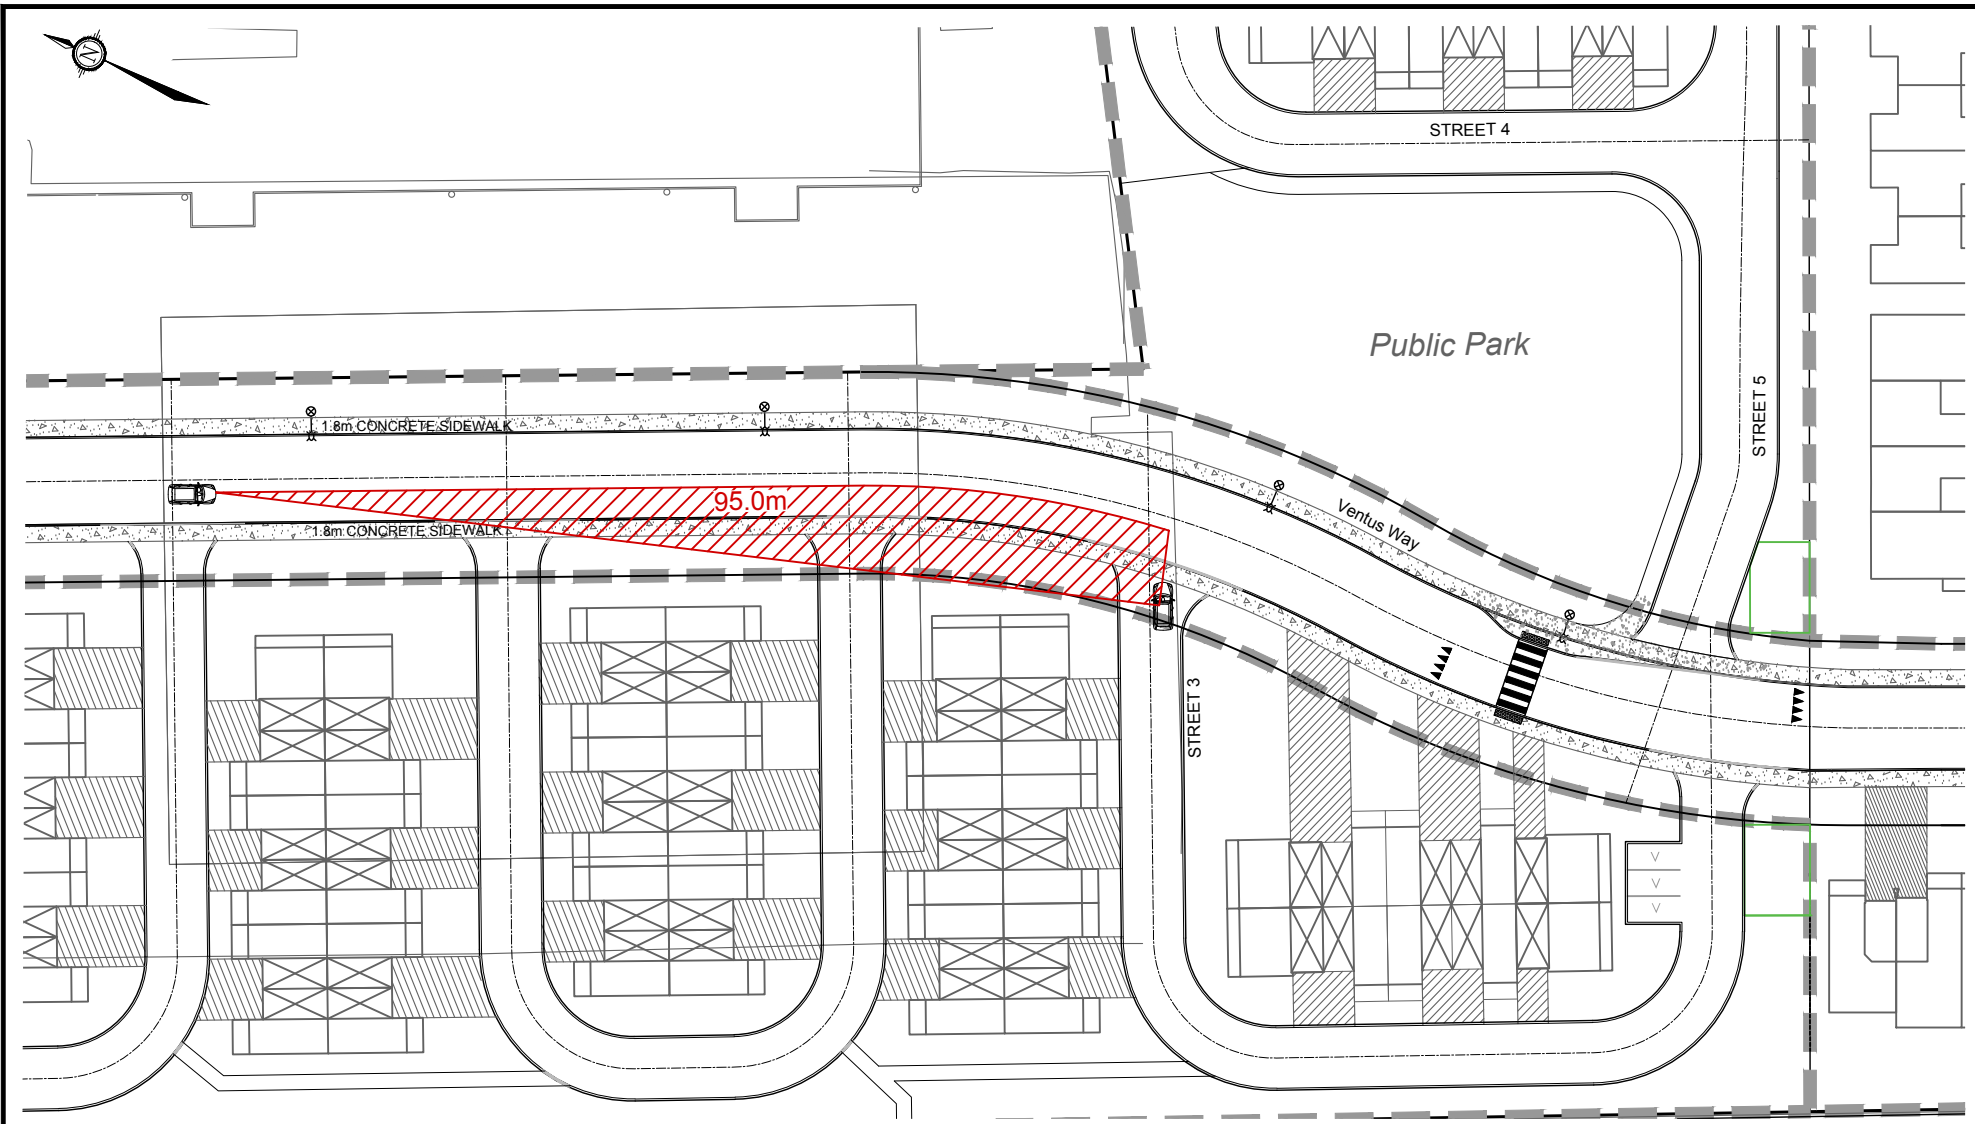 N
STREET 4
Public Park
STREET 5
1.8m CONCRETE SIDEWALK
95.0m
Ventus Way
1.8m CONCRETE SIDEWALK
STREET 3